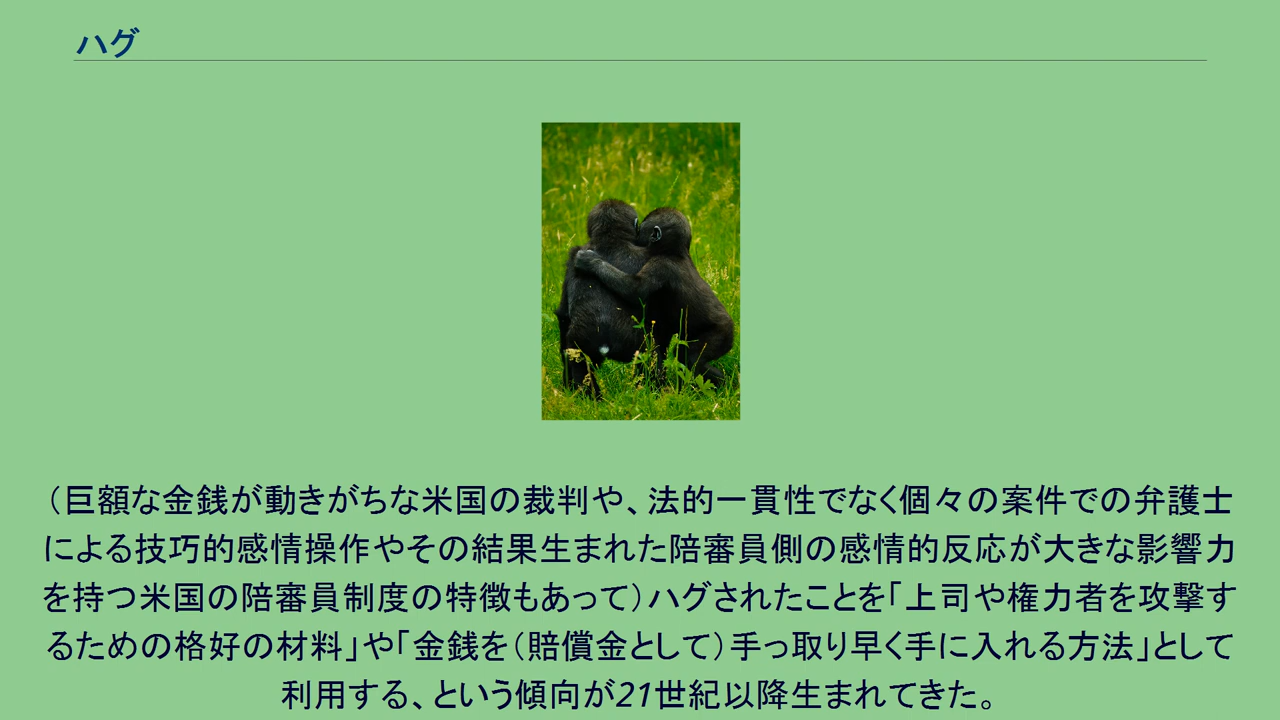 ハグ
（巨額な金銭が動きがちな米国の裁判や、法的一貫性でなく個々の案件での弁護士
による技巧的感情操作やその結果生まれた陪審員側の感情的反応が大きな影響力
を持つ米国の陪審員制度の特徴もあって）ハグされたことを「上司や権力者を攻撃す
るための格好の材料」や「金銭を（賠償金として）手っ取り早く手に入れる方法」として
利用する、という傾向が21世紀以降生まれてきた。